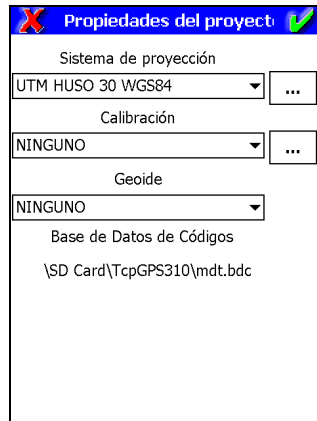 Propiedades del proyect
Sistema de proyección
UTM HUSO 30 WGS84
...
Calibración
NINGUNO
...
Geoide
NINGUNO
Base de Datos de Códigos
\SD Card\TcpGPS310\mdt.bdc